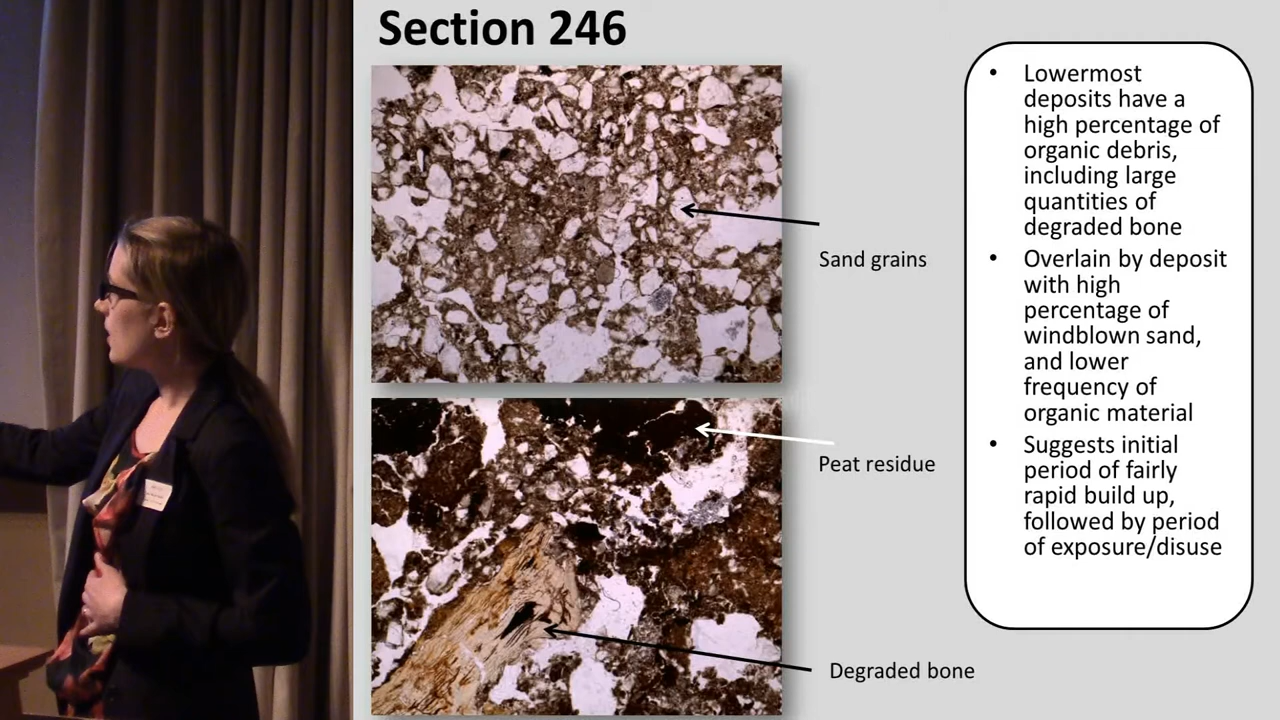 Section 246
Sand grains
Peat residue
Degraded bone
• Lowermost
deposits have a
high percentage of
organic debris,
including large
quantities of
degraded bone
• Overlain by deposit
with high
percentage of
windblown sand,
and lower
frequency of
organic material
• Suggests initial
period of fairly
rapid build up,
followed by period
of exposure/disuse